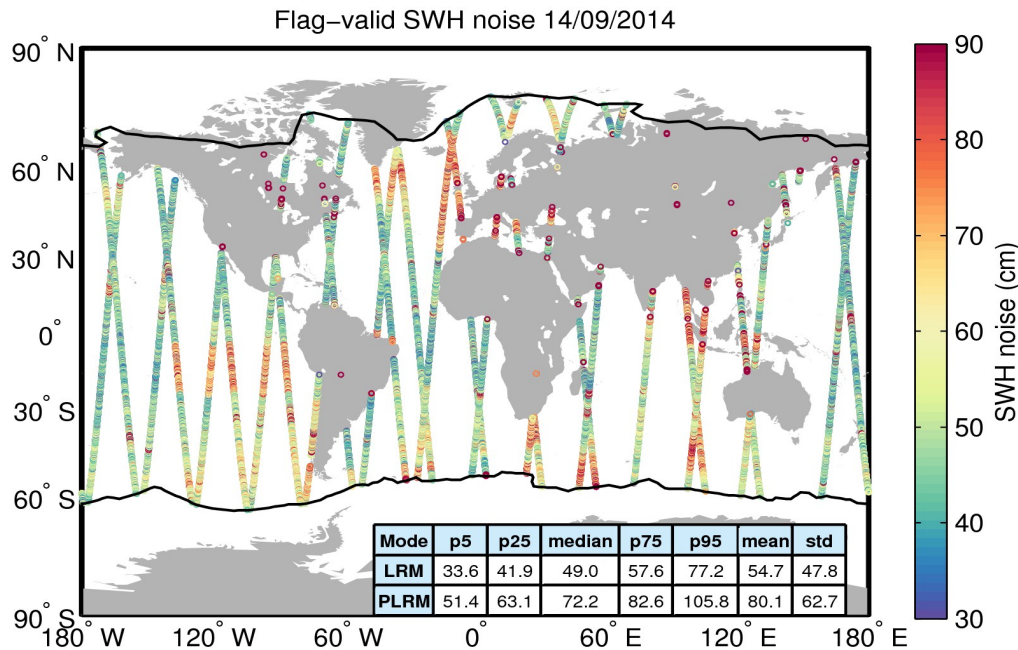 Flag−valid SWH noise 14/09/2014
90° N
60° N
30° N
0°
30° S
60° S
90° S
180° W
120° W
60° W
0°
60° E
120° E
180° E
90
80
70
60
50
40
30
SWH noise (cm)
Mode p5 p25 median p75 p95 mean std
LRM 33.6 41.9 49.0 57.6 77.2 54.7 47.8
PLRM 51.4 63.1 72.2 82.6 105.8 80.1 62.7